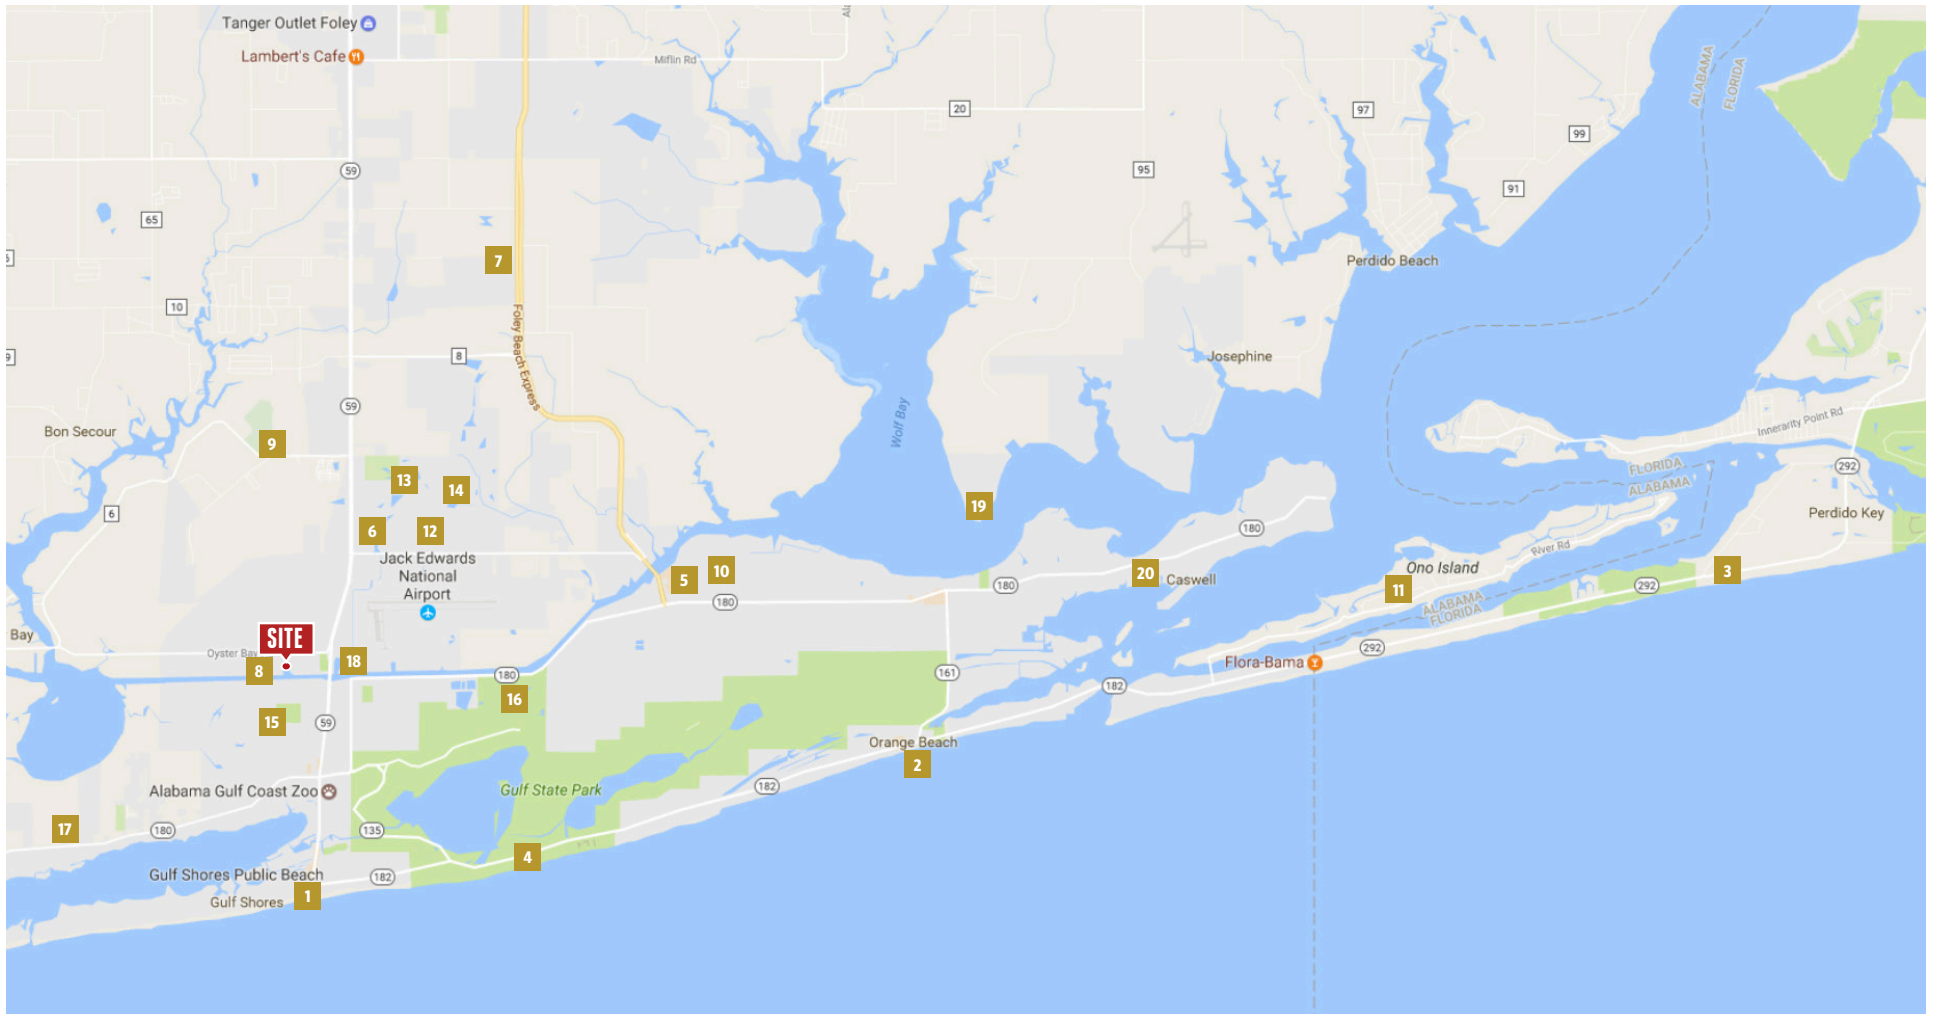 Tanger Outlet Foley
Lambert's Cafe
Miflin Rd
ALABAMA
FLORIDA
20
97
99
59
95
91
65
7
Perdido Beach
10
Foley Beach Express
8
Josephine
59
Wolf Bay
Innerarity Point Rd
Bon Secour
9
FLORIDA
ALABAMA
292
13
14
19
6
Perdido Key
6
12
180
Jack Edwards
National
Airport
River Rd
5
10
20
Caswell
Ono Island
3
180
180
11
292
ALABAMA
FLORIDA
Bay
SITE
Oyster Bay
8
18
180
161
Flora-Bama
292
16
182
15
59
Orange Beach
2
Alabama Gulf Coast Zoo
Gulf State Park
182
17
180
135
4
Gulf Shores Public Beach
182
Gulf Shores
1